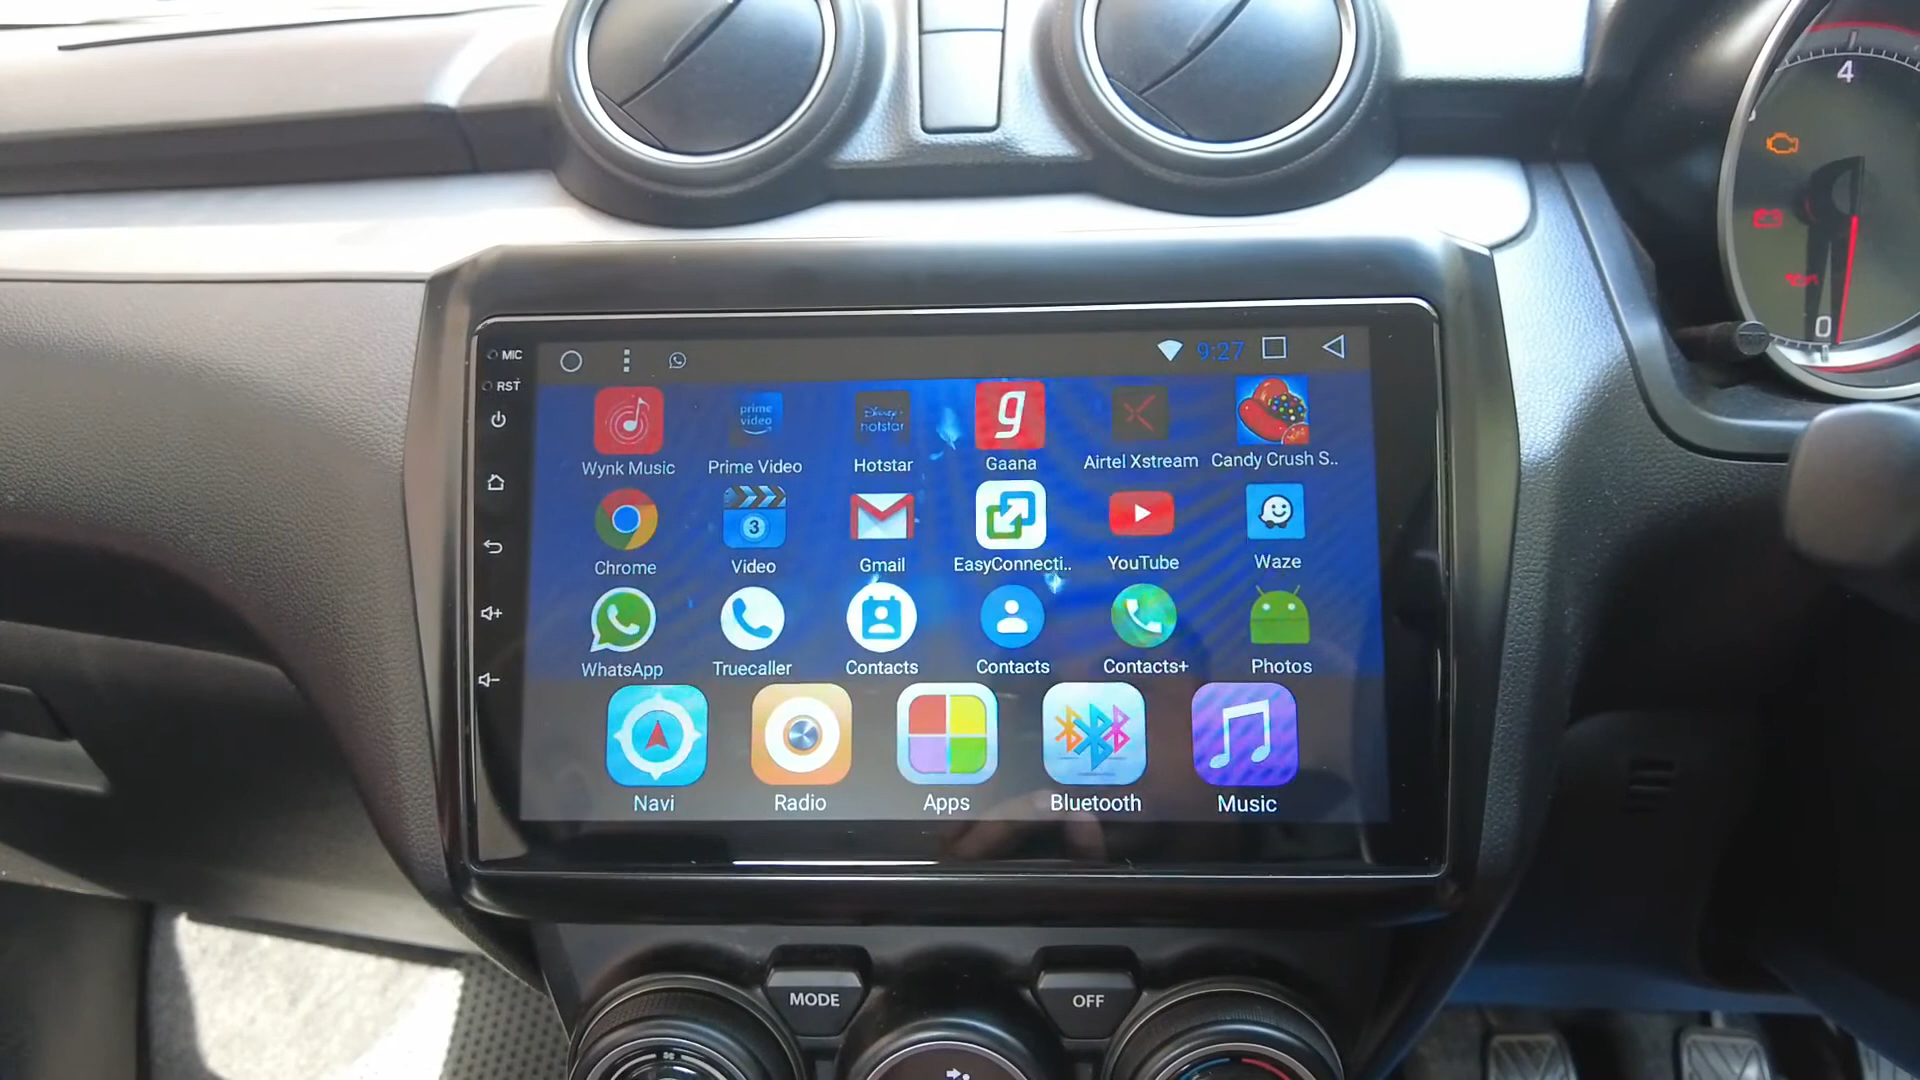 4
MIC
9:27
RST
prime
video
Disney+
hotstar
g
Wynk Music
Prime Video
Hotstar
Gaana
Airtel Xstream
Candy Crush S..
3
Chrome
Video
Gmail
EasyConnecti..
YouTube
Waze
WhatsApp
Truecaller
Contacts
Contacts
Contacts+
Photos
Navi
Radio
Apps
Bluetooth
Music
0
MODE
OFF